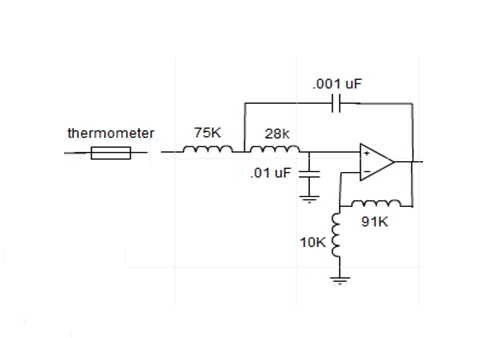 .001 uF
thermometer
75K
28k
.01 uF
+
−
91K
10K